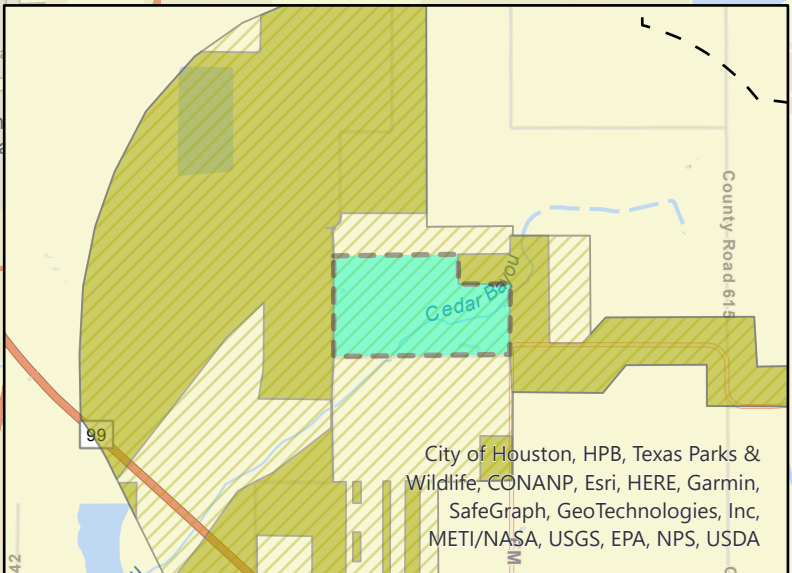 County Road 615
Cedar Bayou
99
City of Houston, HPB, Texas Parks &
Wildlife, CONANP, Esri, HERE, Garmin,
SafeGraph, GeoTechnologies, Inc,
METI/NASA, USGS, EPA, NPS, USDA
42